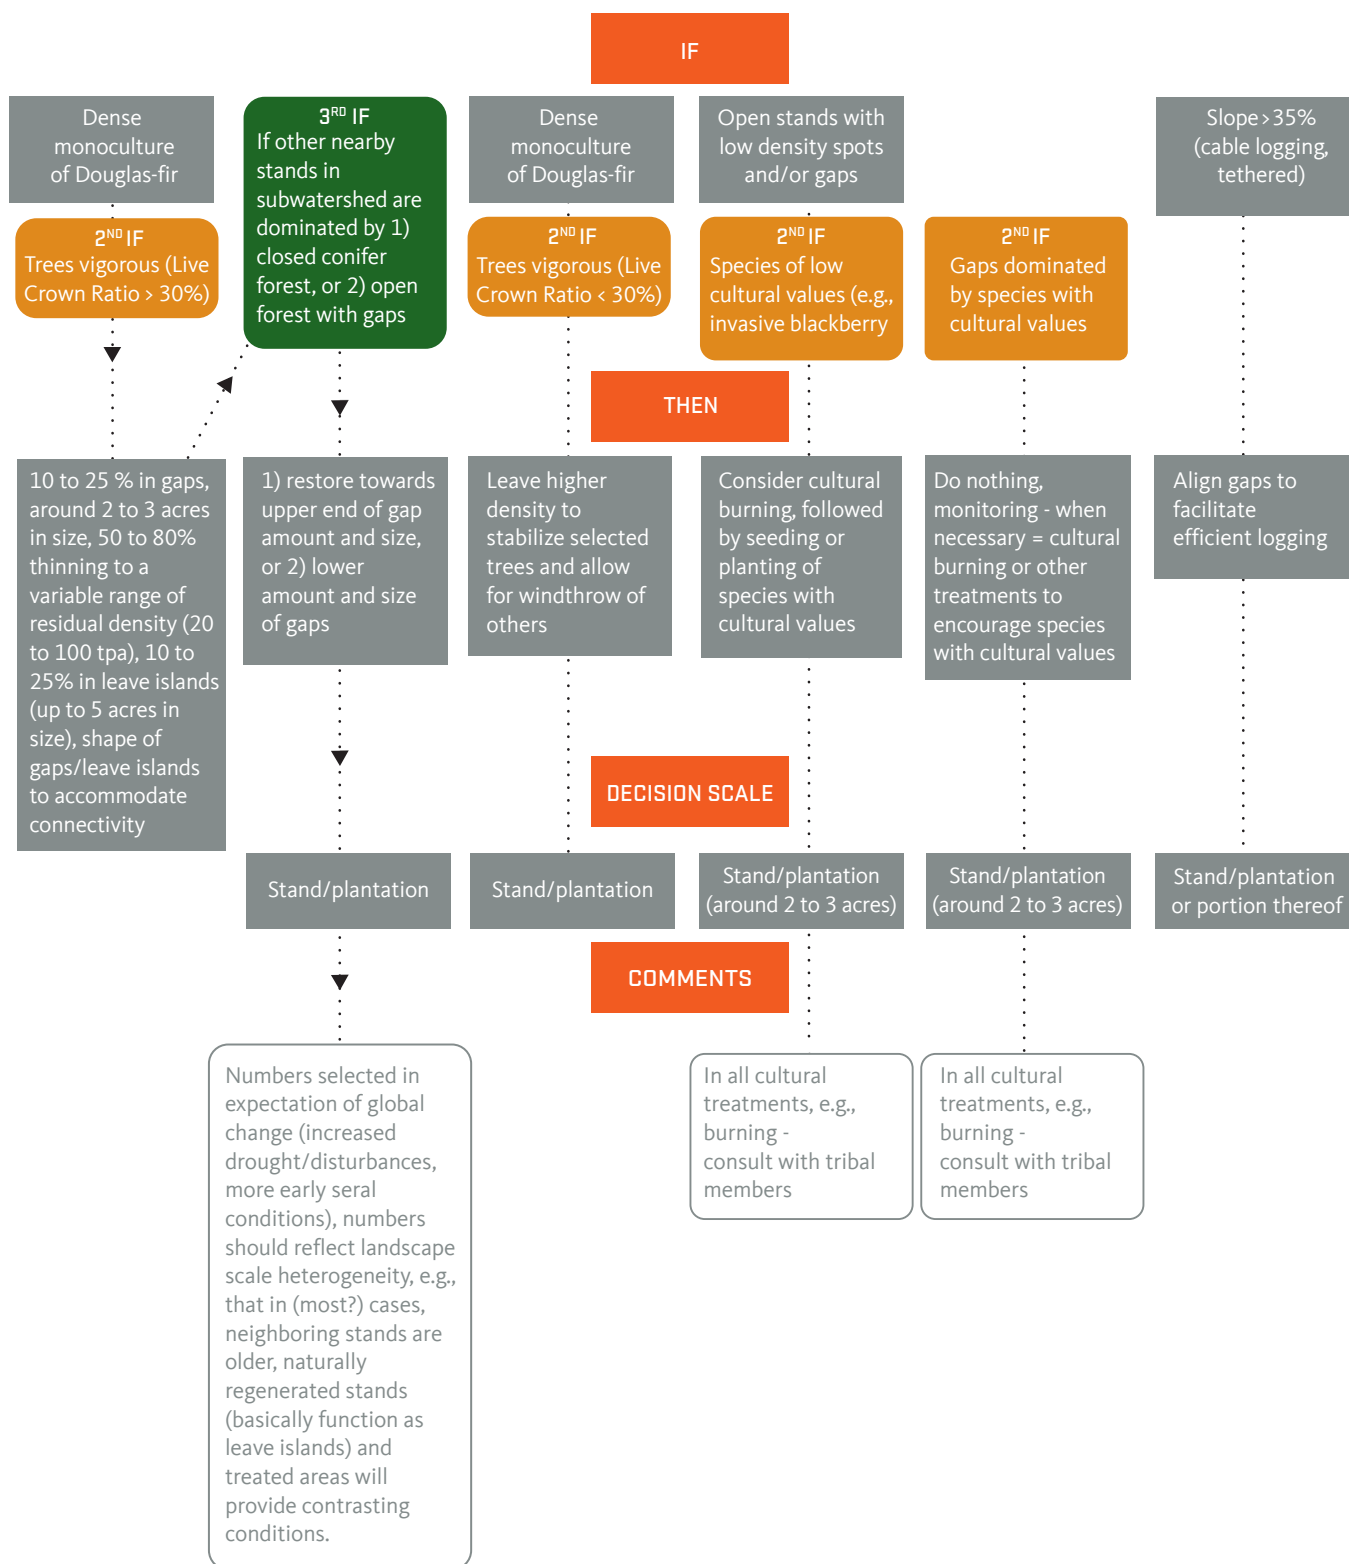 IF
Dense
monoculture
of Douglas-fir
2ND IF
Trees vigorous (Live
Crown Ratio > 30%)
3RD IF
If other nearby
stands in
subwatershed are
dominated by 1)
closed conifer
forest, or 2) open
forest with gaps
Dense
monoculture
of Douglas-fir
2ND IF
Trees vigorous (Live
Crown Ratio < 30%)
Open stands with
low density spots
and/or gaps
2ND IF
Species of low
cultural values (e.g.,
invasive blackberry
2ND IF
Gaps dominated
by species with
cultural values
Slope>35%
(cable logging,
tethered)
THEN
10 to 25 % in gaps,
around 2 to 3 acres
in size, 50 to 80%
thinning to a
variable range of
residual density (20
to 100 tpa), 10 to
25% in leave islands
(up to 5 acres in
size), shape of
gaps/leave islands
to accommodate
connectivity
1) restore towards
upper end of gap
amount and size,
or 2) lower
amount and size
of gaps
Leave higher
density to
stabilize selected
trees and allow
for windthrow of
others
Consider cultural
burning, followed
by seeding or
planting of
species with
cultural values
Do nothing,
monitoring - when
necessary = cultural
burning or other
treatments to
encourage species
with cultural values
Align gaps to
facilitate
efficient logging
DECISION SCALE
Stand/plantation
Stand/plantation
Stand/plantation
(around 2 to 3 acres)
Stand/plantation
(around 2 to 3 acres)
Stand/plantation
or portion thereof
COMMENTS
Numbers selected in
expectation of global
change (increased
drought/disturbances,
more early seral
conditions), numbers
should reflect landscape
scale heterogeneity, e.g.,
that in (most?) cases,
neighboring stands are
older, naturally
regenerated stands
(basically function as
leave islands) and
treated areas will
provide contrasting
conditions.
In all cultural
treatments, e.g.,
burning -
consult with tribal
members
In all cultural
treatments, e.g.,
burning -
consult with tribal
members